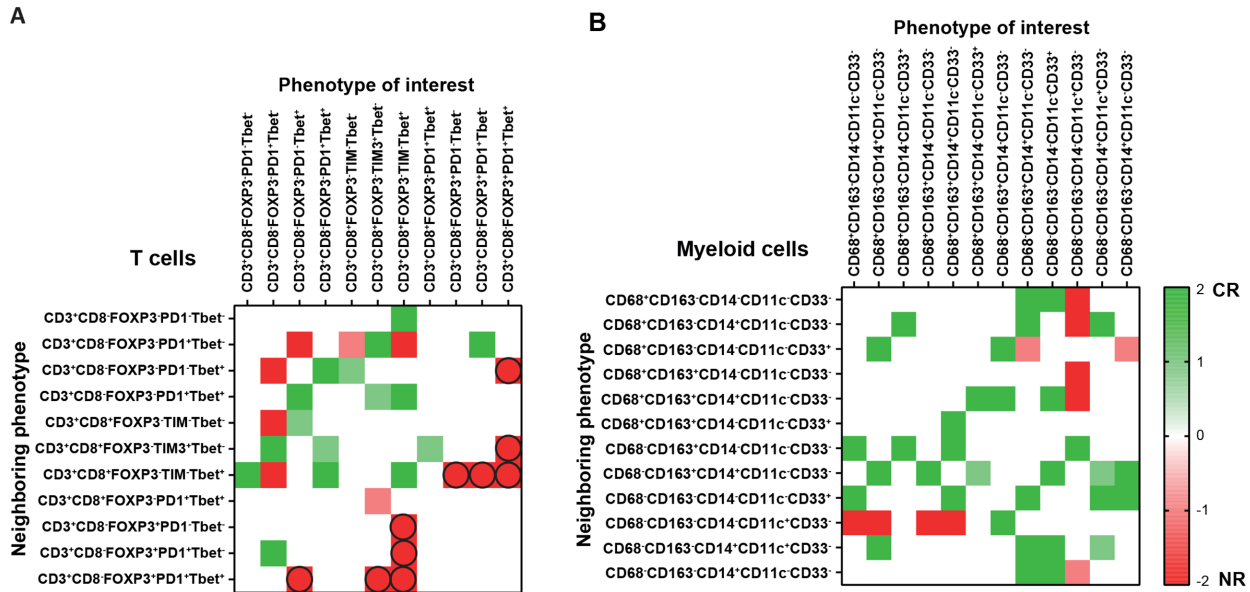 A
Phenotype of interest
CD3⁺CD8⁻FOXP3⁻PD1⁻Tbet⁻
CD3⁺CD8⁻FOXP3⁻PD1⁺Tbet⁻
CD3⁺CD8⁻FOXP3⁻PD1⁻Tbet⁺
CD3⁺CD8⁻FOXP3⁻PD1⁺Tbet⁺
CD3⁺CD8⁺FOXP3⁻TIM⁻Tbet⁻
CD3⁺CD8⁺FOXP3⁻TIM3⁺Tbet⁻
CD3⁺CD8⁺FOXP3⁻TIM⁻Tbet⁺
CD3⁺CD8⁺FOXP3⁻PD1⁺Tbet⁺
CD3⁺CD8⁻FOXP3⁺PD1⁻Tbet⁻
CD3⁺CD8⁻FOXP3⁺PD1⁺Tbet⁻
CD3⁺CD8⁻FOXP3⁺PD1⁺Tbet⁺
T cells
Neighboring phenotype
CD3⁺CD8⁻FOXP3⁻PD1⁻Tbet⁻
CD3⁺CD8⁻FOXP3⁻PD1⁺Tbet⁻
CD3⁺CD8⁻FOXP3⁻PD1⁻Tbet⁺
CD3⁺CD8⁻FOXP3⁻PD1⁺Tbet⁺
CD3⁺CD8⁺FOXP3⁻TIM⁻Tbet⁻
CD3⁺CD8⁺FOXP3⁻TIM3⁺Tbet⁻
CD3⁺CD8⁺FOXP3⁻TIM⁻Tbet⁺
CD3⁺CD8⁺FOXP3⁻PD1⁺Tbet⁺
CD3⁺CD8⁻FOXP3⁺PD1⁻Tbet⁻
CD3⁺CD8⁻FOXP3⁺PD1⁺Tbet⁻
CD3⁺CD8⁻FOXP3⁺PD1⁺Tbet⁺
B
Phenotype of interest
CD68⁺CD163⁻CD14⁻CD11c⁻CD33⁻
CD68⁺CD163⁻CD14⁺CD11c⁻CD33⁻
CD68⁺CD163⁻CD14⁻CD11c⁻CD33⁺
CD68⁺CD163⁺CD14⁻CD11c⁻CD33⁻
CD68⁺CD163⁺CD14⁺CD11c⁻CD33⁻
CD68⁺CD163⁺CD14⁻CD11c⁻CD33⁺
CD68⁻CD163⁺CD14⁻CD11c⁻CD33⁻
CD68⁻CD163⁺CD14⁺CD11c⁻CD33⁻
CD68⁻CD163⁻CD14⁻CD11c⁻CD33⁺
CD68⁻CD163⁻CD14⁻CD11c⁺CD33⁻
CD68⁻CD163⁻CD14⁺CD11c⁺CD33⁻
CD68⁻CD163⁻CD14⁺CD11c⁻CD33⁻
Myeloid cells
Neighboring phenotype
CD68⁺CD163⁻CD14⁻CD11c⁻CD33⁻
CD68⁺CD163⁻CD14⁺CD11c⁻CD33⁻
CD68⁺CD163⁻CD14⁻CD11c⁻CD33⁺
CD68⁺CD163⁺CD14⁻CD11c⁻CD33⁻
CD68⁺CD163⁺CD14⁺CD11c⁻CD33⁻
CD68⁺CD163⁺CD14⁻CD11c⁻CD33⁺
CD68⁻CD163⁺CD14⁻CD11c⁻CD33⁻
CD68⁻CD163⁺CD14⁺CD11c⁻CD33⁻
CD68⁻CD163⁻CD14⁻CD11c⁻CD33⁺
CD68⁻CD163⁻CD14⁻CD11c⁺CD33⁻
CD68⁻CD163⁻CD14⁺CD11c⁺CD33⁻
CD68⁻CD163⁻CD14⁺CD11c⁻CD33⁻
2 CR
1
0
-1
-2 NR